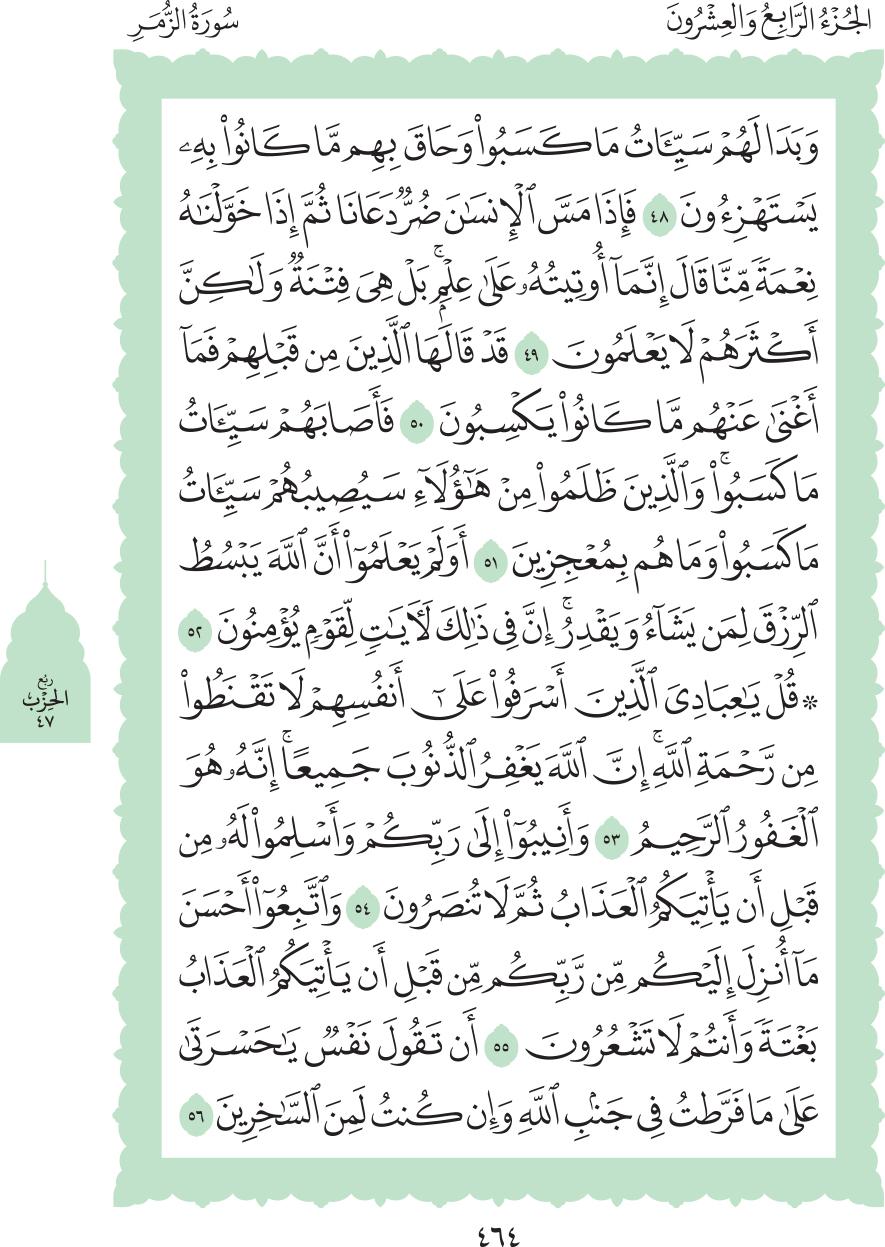 الجُزْءُ الرَّابِعُ وَالعِشْرُونَ
سُورَةُ الزُّمَرِ
وَبَدَا لَهُمْ سَيِّـَٔاتُ مَا كَسَبُوا۟ وَحَاقَ بِهِم مَّا كَانُوا۟ بِهِۦ
يَسْتَهْزِءُونَ ٤٨ فَإِذَا مَسَّ ٱلْإِنسَٰنَ ضُرٌّ دَعَانَا ثُمَّ إِذَا خَوَّلْنَٰهُ
نِعْمَةً مِّنَّا قَالَ إِنَّمَآ أُوتِيتُهُۥ عَلَىٰ عِلْمٍۭ ۚ بَلْ هِىَ فِتْنَةٌ وَلَٰكِنَّ
أَكْثَرَهُمْ لَا يَعْلَمُونَ ٤٩ قَدْ قَالَهَا ٱلَّذِينَ مِن قَبْلِهِمْ فَمَآ
أَغْنَىٰ عَنْهُم مَّا كَانُوا۟ يَكْسِبُونَ ٥٠ فَأَصَابَهُمْ سَيِّـَٔاتُ
مَا كَسَبُوا۟ ۚ وَٱلَّذِينَ ظَلَمُوا۟ مِنْ هَٰٓؤُلَآءِ سَيُصِيبُهُمْ سَيِّـَٔاتُ
مَا كَسَبُوا۟ وَمَا هُم بِمُعْجِزِينَ ٥١ أَوَلَمْ يَعْلَمُوٓا۟ أَنَّ ٱللَّهَ يَبْسُطُ
ٱلرِّزْقَ لِمَن يَشَآءُ وَيَقْدِرُ ۚ إِنَّ فِى ذَٰلِكَ لَـَٔايَٰتٍ لِّقَوْمٍ يُؤْمِنُونَ ٥٢
۞ قُلْ يَٰعِبَادِىَ ٱلَّذِينَ أَسْرَفُوا۟ عَلَىٰٓ أَنفُسِهِمْ لَا تَقْنَطُوا۟
مِن رَّحْمَةِ ٱللَّهِ ۚ إِنَّ ٱللَّهَ يَغْفِرُ ٱلذُّنُوبَ جَمِيعًا ۚ إِنَّهُۥ هُوَ
ٱلْغَفُورُ ٱلرَّحِيمُ ٥٣ وَأَنِيبُوٓا۟ إِلَىٰ رَبِّكُمْ وَأَسْلِمُوا۟ لَهُۥ مِن
قَبْلِ أَن يَأْتِيَكُمُ ٱلْعَذَابُ ثُمَّ لَا تُنصَرُونَ ٥٤ وَٱتَّبِعُوٓا۟ أَحْسَنَ
مَآ أُنزِلَ إِلَيْكُم مِّن رَّبِّكُم مِّن قَبْلِ أَن يَأْتِيَكُمُ ٱلْعَذَابُ
بَغْتَةً وَأَنتُمْ لَا تَشْعُرُونَ ٥٥ أَن تَقُولَ نَفْسٌ يَٰحَسْرَتَىٰ
عَلَىٰ مَا فَرَّطتُ فِى جَنۢبِ ٱللَّهِ وَإِن كُنتُ لَمِنَ ٱلسَّٰخِرِينَ ٥٦
رُبْع
الحِزْب
٤٧
٤٦٤